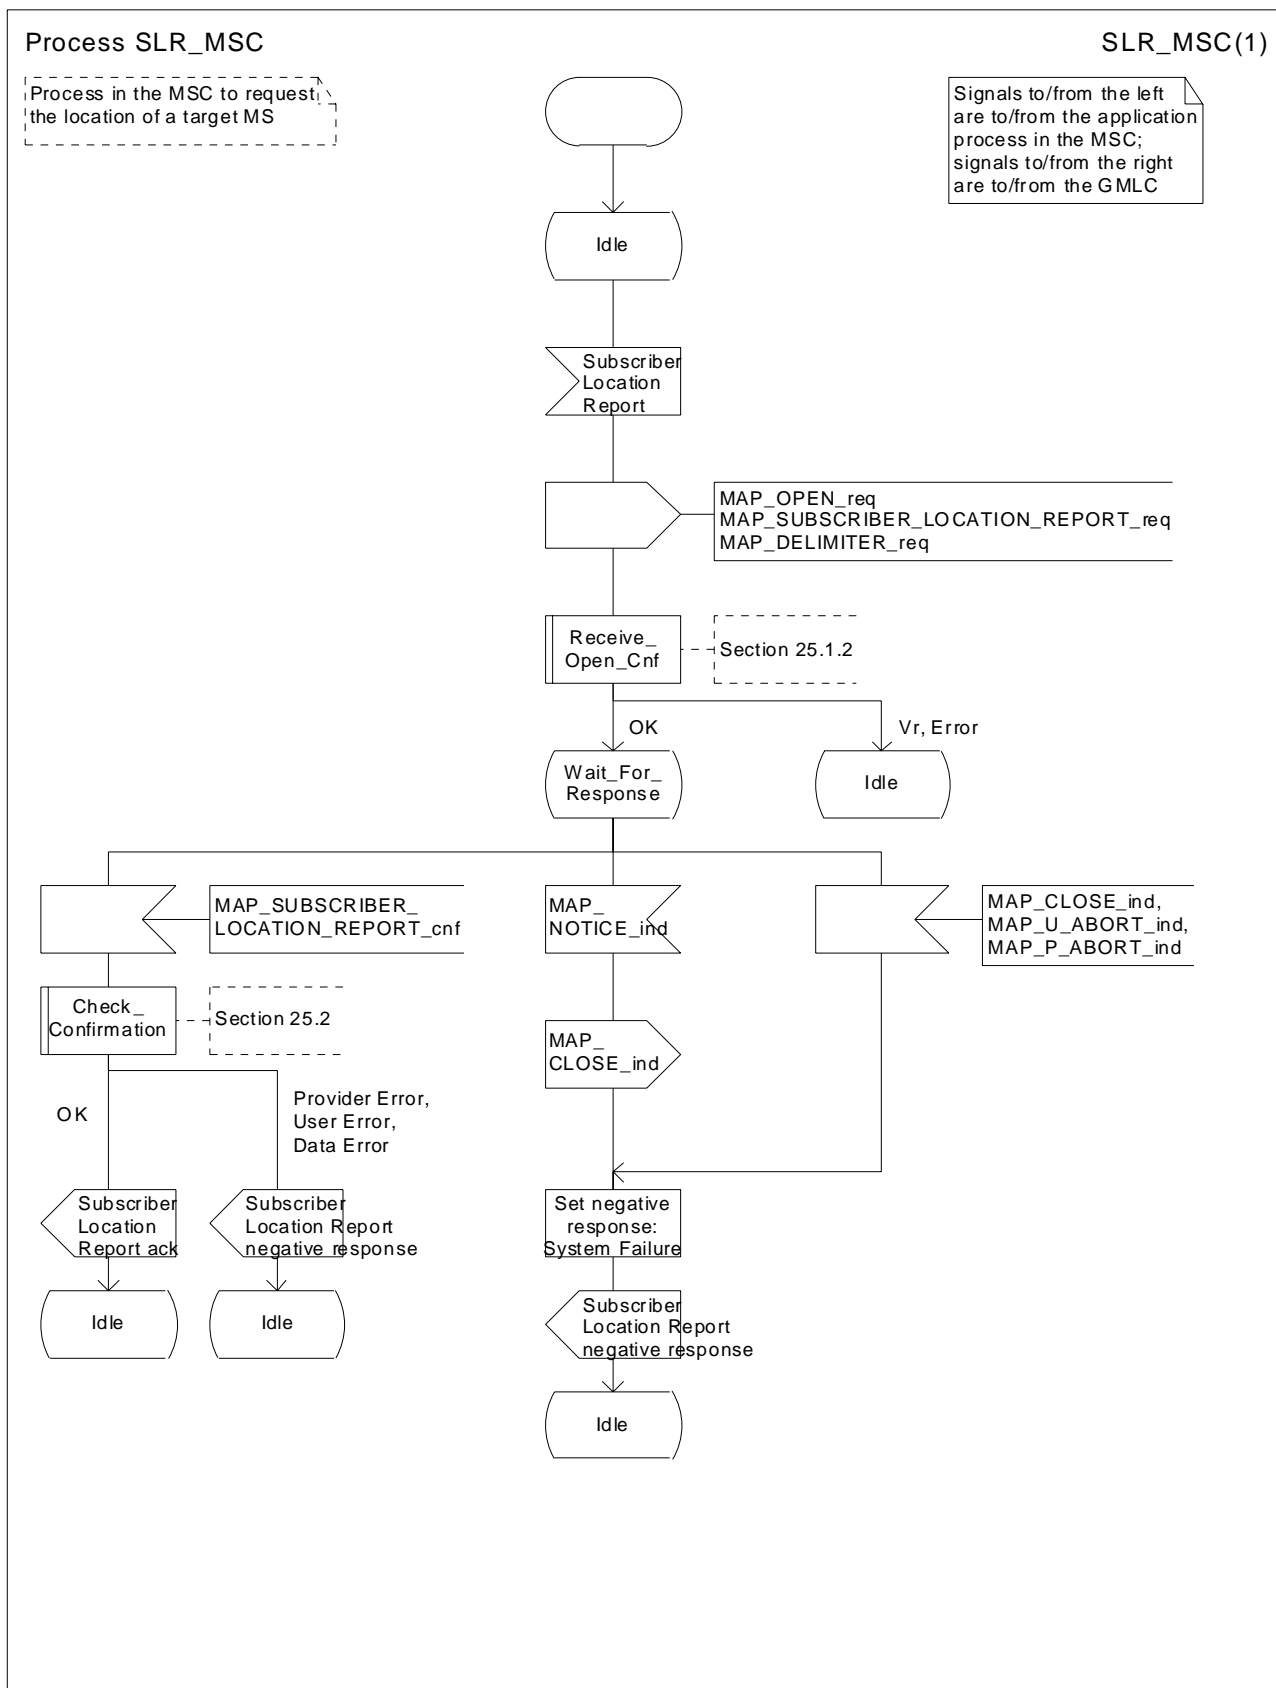 Process SLR_MSC
SLR_MSC(1)
Process in the MSC to request
the location of a target MS
Signals to/from the left
are to/from the application
process in the MSC;
signals to/from the right
are to/from the GMLC
Idle
Subscriber
Location
Report
MAP_OPEN_req
MAP_SUBSCRIBER_LOCATION_REPORT_req
MAP_DELIMITER_req
Receive_
Open_Cnf
Section 25.1.2
OK
Vr, Error
Wait_For_
Response
Idle
MAP_SUBSCRIBER_
LOCATION_REPORT_cnf
MAP_
NOTICE_ind
MAP_CLOSE_ind,
MAP_U_ABORT_ind,
MAP_P_ABORT_ind
Check_
Confirmation
Section 25.2
MAP_
CLOSE_ind
OK
Provider Error,
User Error,
Data Error
Subscriber
Location
Report ack
Subscriber
Location Report
negative response
Set negative
response:
System Failure
Idle
Idle
Subscriber
Location Report
negative response
Idle